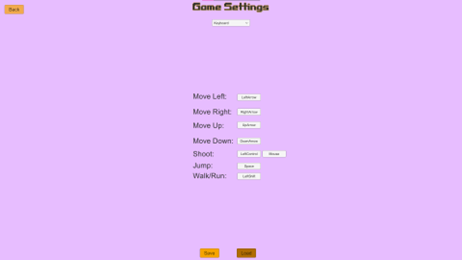 Game Settings
Back
Keyboard
Move Left: LeftArrow
Move Right: RightArrow
Move Up: UpArrow
Move Down: DownArrow
Shoot: LeftControl Mouse
Jump: Space
Walk/Run: LeftShift
Save